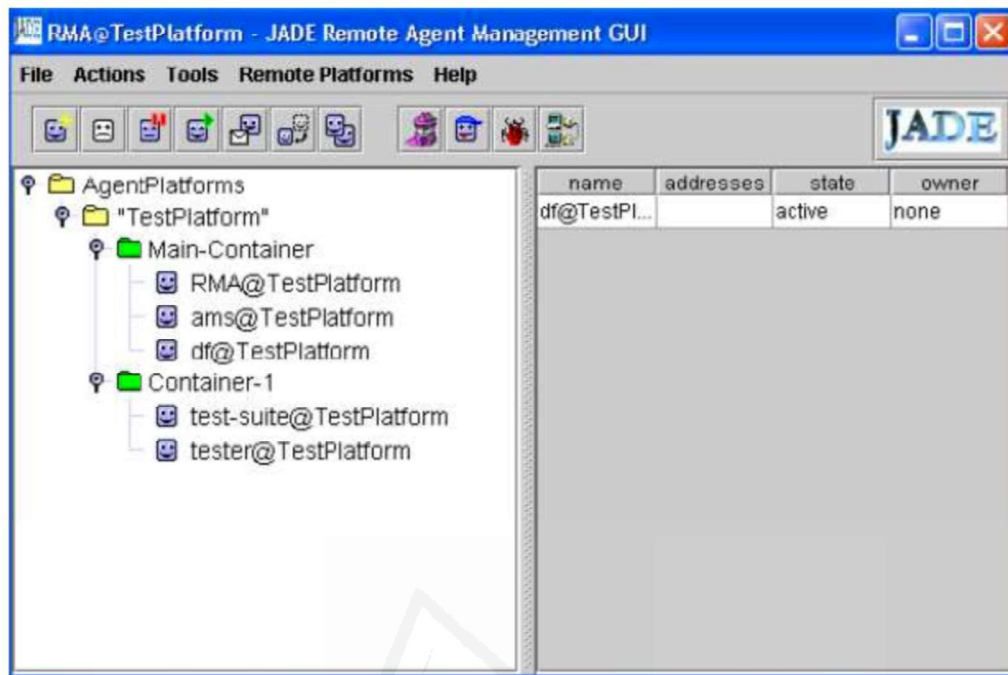 RMA@TestPlatform - JADE Remote Agent Management GUI
File Actions Tools Remote Platforms Help
JADE
AgentPlatforms
"TestPlatform"
Main-Container
RMA@TestPlatform
ams@TestPlatform
df@TestPlatform
Container-1
test-suite@TestPlatform
tester@TestPlatform
name addresses state owner
df@TestPl... active none